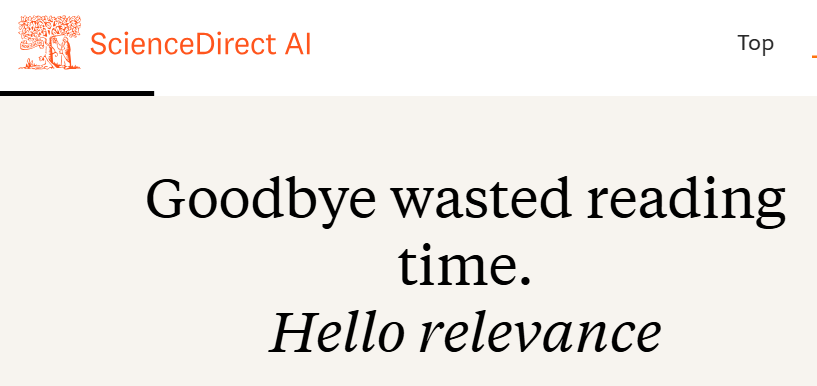 ScienceDirect AI
Top
Goodbye wasted reading
time.
Hello relevance